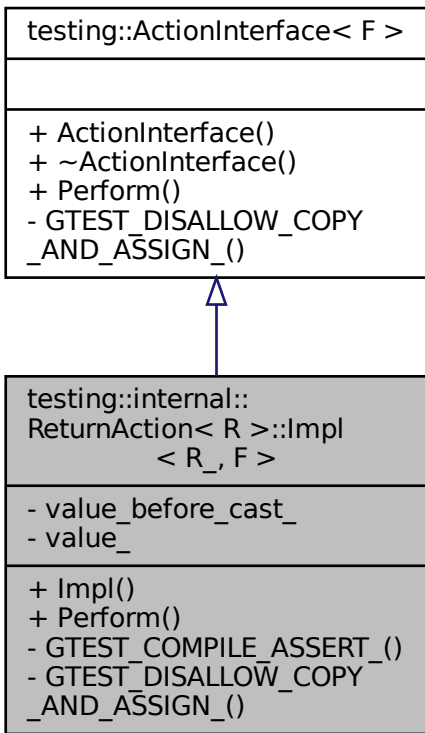 testing::ActionInterface< F >
+ ActionInterface()
+ ~ActionInterface()
+ Perform()
- GTEST_DISALLOW_COPY
_AND_ASSIGN_()
testing::internal::
ReturnAction< R >::Impl
< R_, F >
- value_before_cast_
- value_
+ Impl()
+ Perform()
- GTEST_COMPILE_ASSERT_()
- GTEST_DISALLOW_COPY
_AND_ASSIGN_()